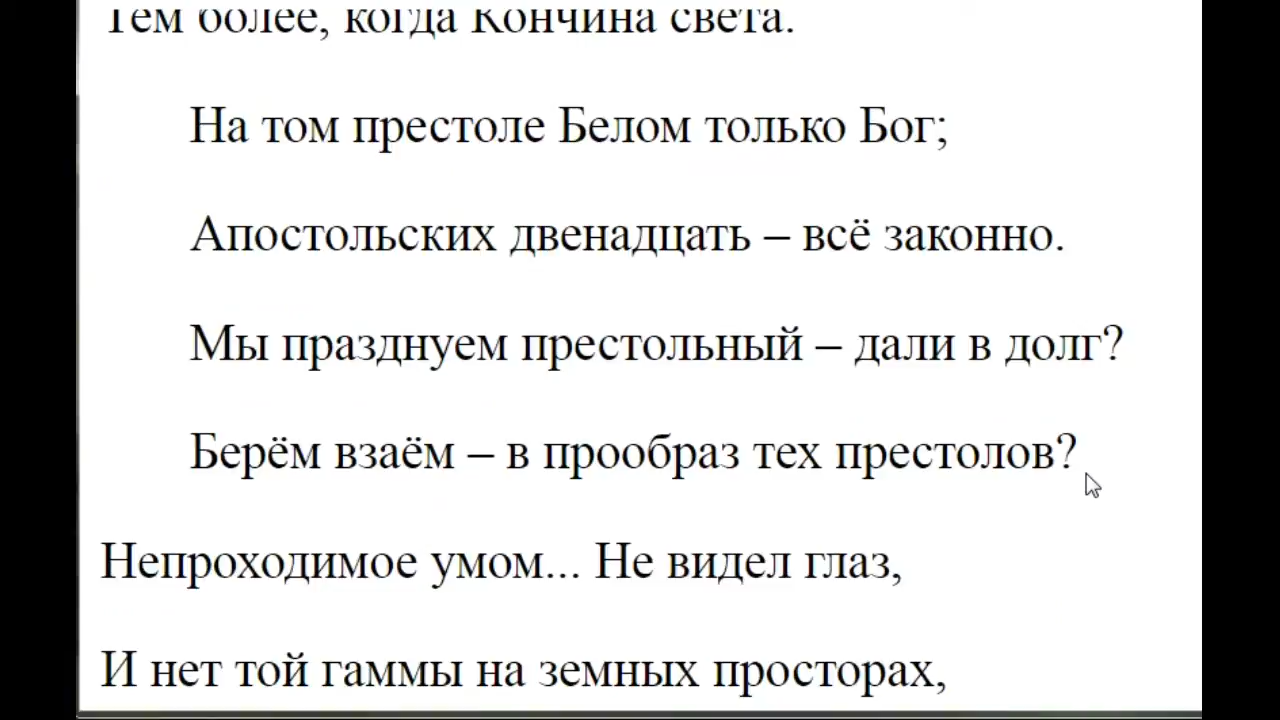 Тем более, когда Кончина света.
На том престоле Белом только Бог;
Апостольских двенадцать – всё законно.
Мы празднуем престольный – дали в долг?
Берём взаём – в прообраз тех престолов?
Непроходимое умом... Не видел глаз,
И нет той гаммы на земных просторах,